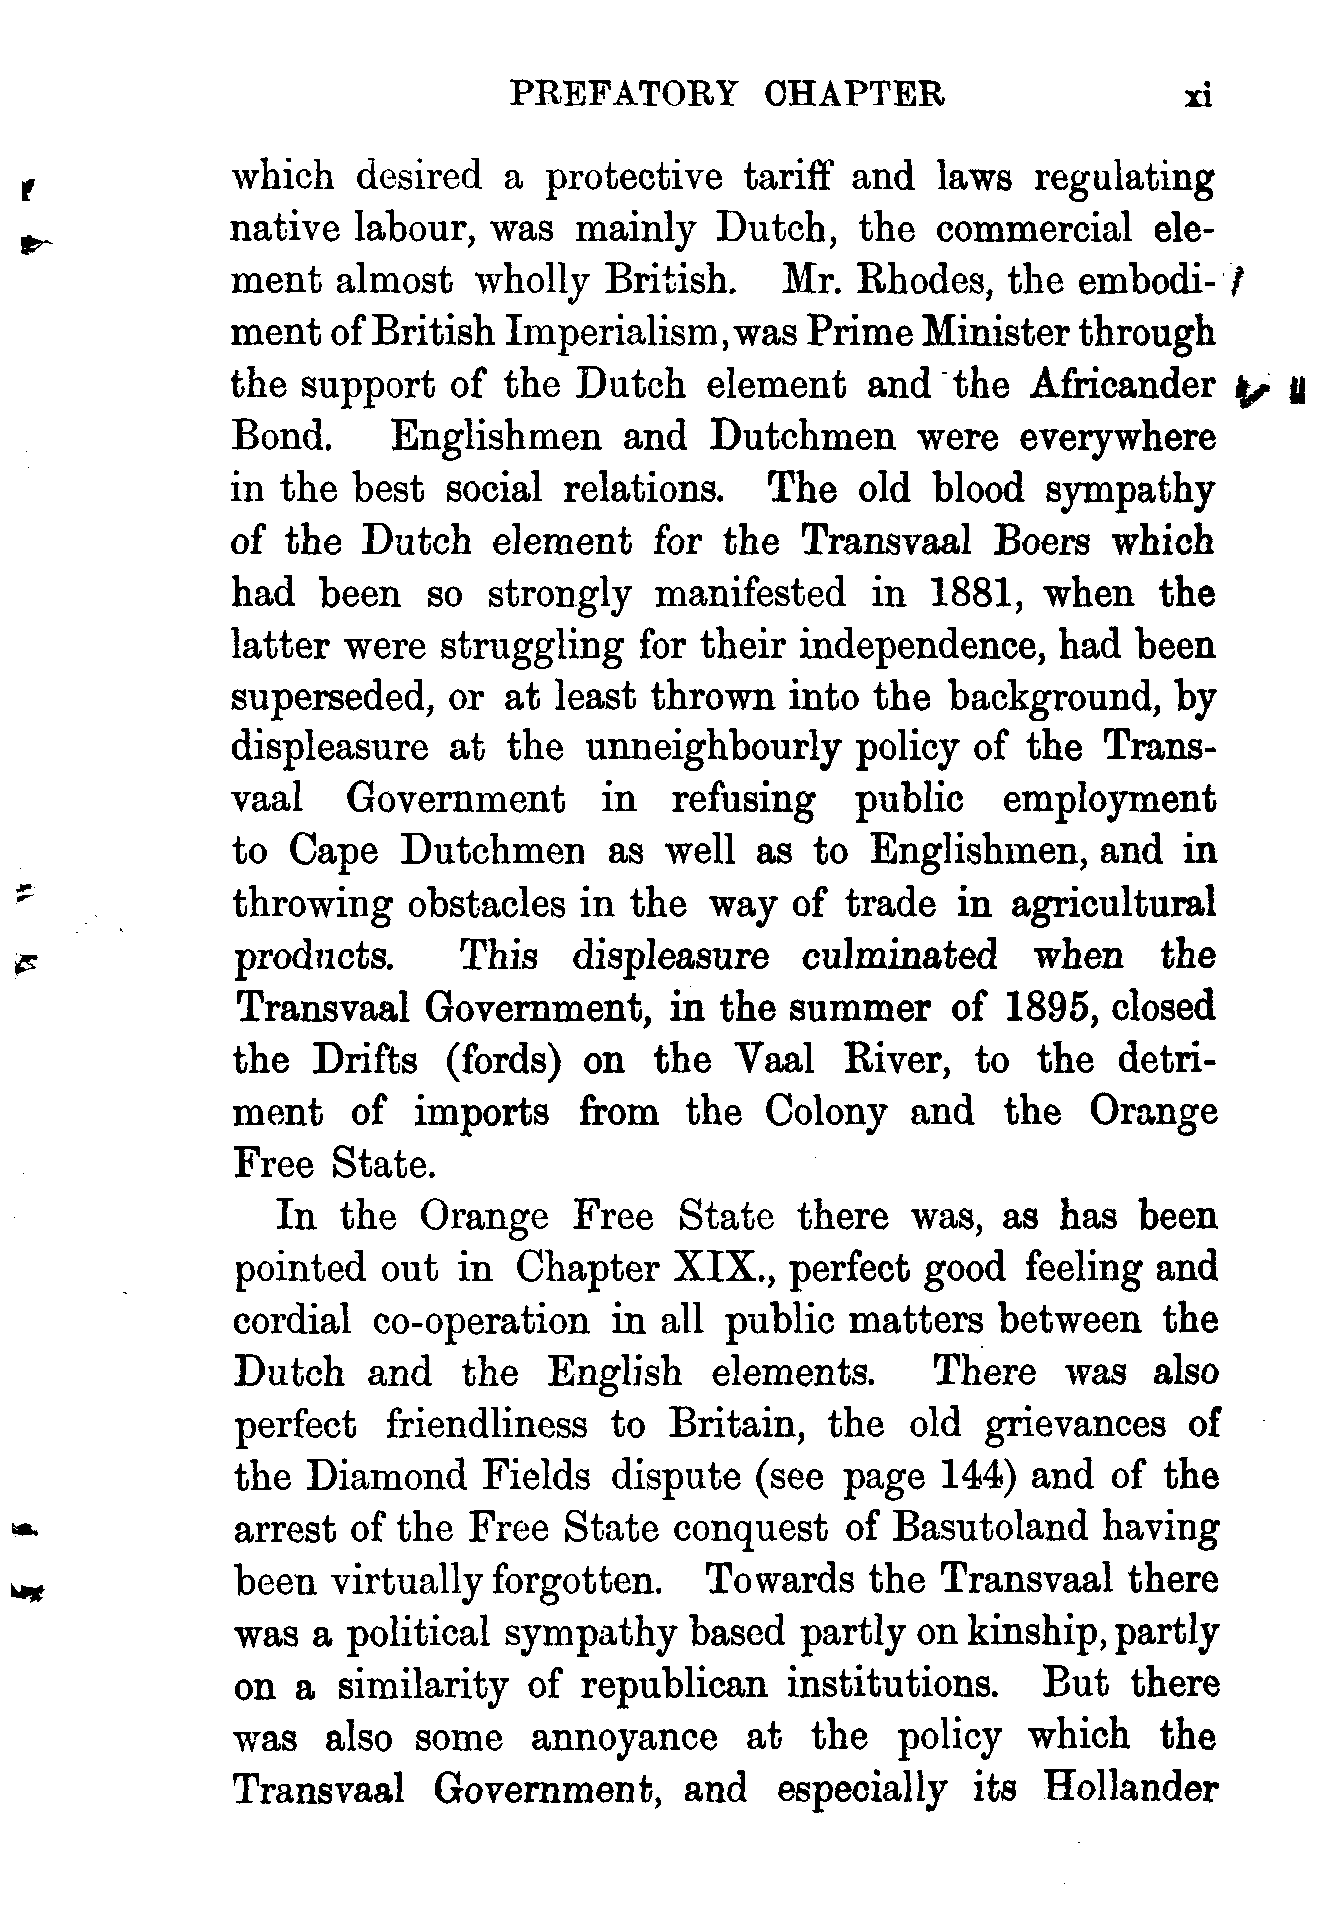 PREFATORY CHAPTER xi
which desired a protective tariff and laws regulating
native labour, was mainly Dutch, the commercial ele-
ment almost wholly British. Mr. Rhodes, the embodi-
ment of British Imperialism, was Prime Minister through
the support of the Dutch element and the Africander
Bond. Englishmen and Dutchmen were everywhere
in the best social relations. The old blood sympathy
of the Dutch element for the Transvaal Boers which
had been so strongly manifested in 1881, when the
latter were struggling for their independence, had been
superseded, or at least thrown into the background, by
displeasure at the unneighbourly policy of the Trans-
vaal Government in refusing public employment
to Cape Dutchmen as well as to Englishmen, and in
throwing obstacles in the way of trade in agricultural
products. This displeasure culminated when the
Transvaal Government, in the summer of 1895, closed
the Drifts (fords) on the Vaal River, to the detri-
ment of imports from the Colony and the Orange
Free State.
In the Orange Free State there was, as has been
pointed out in Chapter XIX., perfect good feeling and
cordial co-operation in all public matters between the
Dutch and the English elements. There was also
perfect friendliness to Britain, the old grievances of
the Diamond Fields dispute (see page 144) and of the
arrest of the Free State conquest of Basutoland having
been virtually forgotten. Towards the Transvaal there
was a political sympathy based partly on kinship, partly
on a similarity of republican institutions. But there
was also some annoyance at the policy which the
Transvaal Government, and especially its Hollander